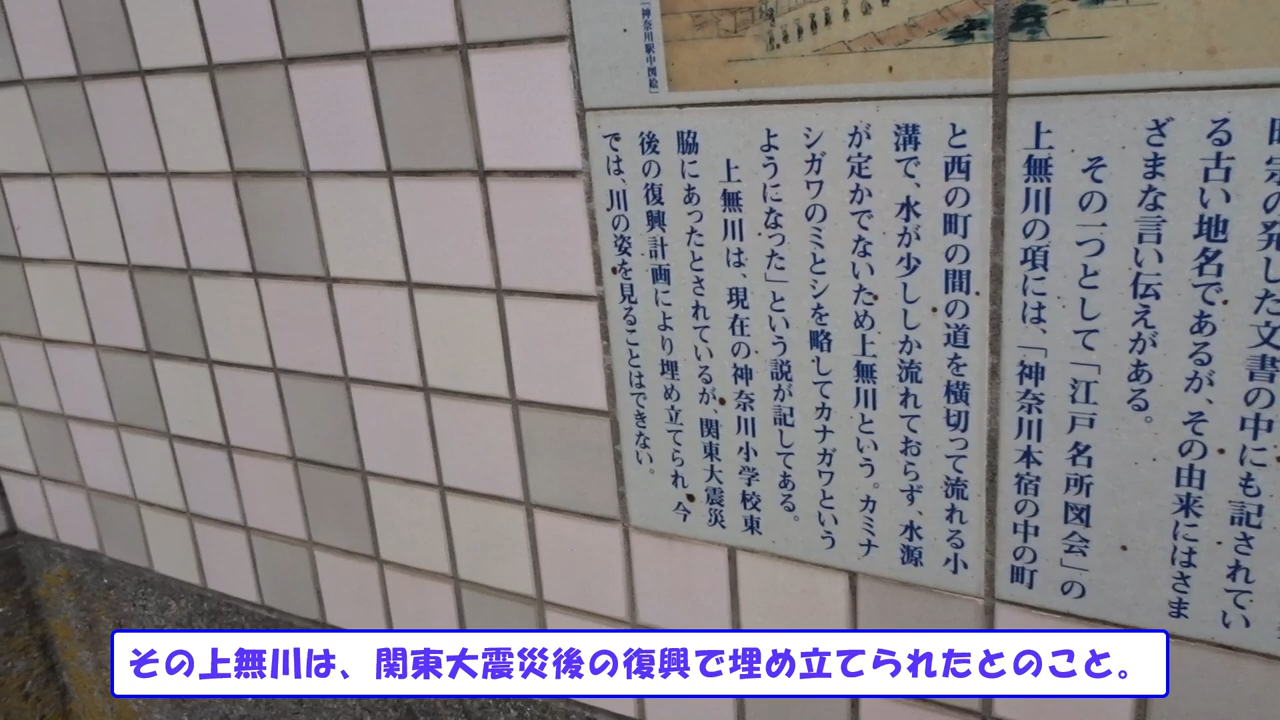 「神奈川駅中図絵」
の発した文書の中にも記されてい
る古い地名であるが、その由来にはさま
ざまな言い伝えがある。
その一つとして「江戸名所図会」の
上無川の項には、「神奈川本宿の中の町
と西の町の間の道を横切って流れる小
溝で、水が少ししか流れておらず、水源
が定かでないため上無川という。カミナ
シガワのミとシを略してカナガワという
ようになった」という説が記してある。
上無川は、現在の神奈川小学校東
脇にあったとされているが、関東大震災
後の復興計画により埋め立てられ、今
では、川の姿を見ることはできない。
その上無川は、関東大震災後の復興で埋め立てられたとのこと。